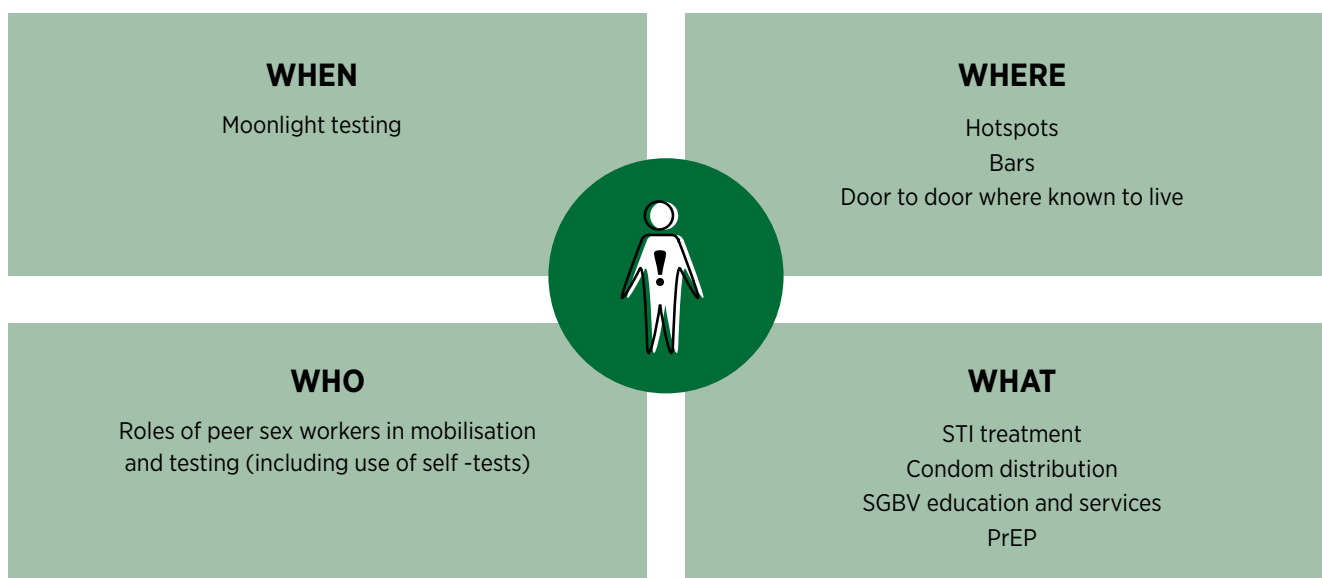 WHEN
Moonlight testing
WHERE
Hotspots
Bars
Door to door where known to live
WHO
Roles of peer sex workers in mobilisation
and testing (including use of self -tests)
WHAT
STI treatment
Condom distribution
SGBV education and services
PrEP